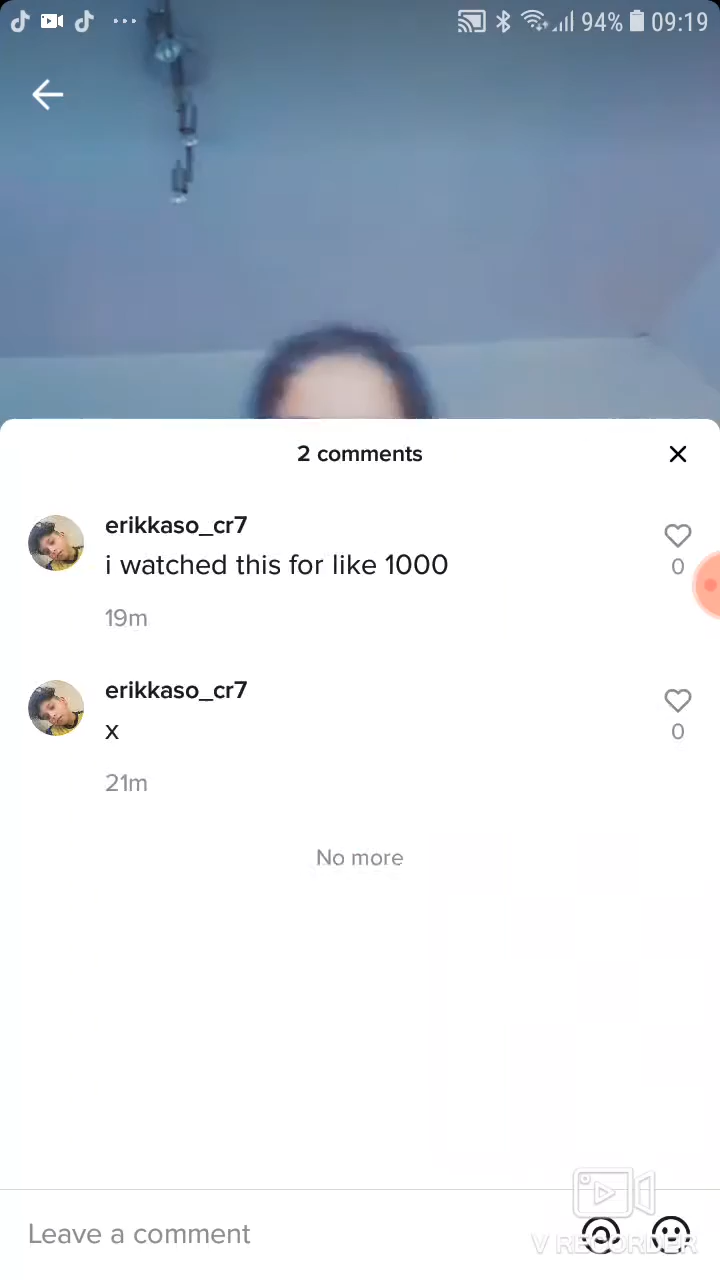 94% 09:19
2 comments
erikkaso_cr7
i watched this for like 1000
0
19m
erikkaso_cr7
x
0
21m
No more
Leave a comment
V RECORDER